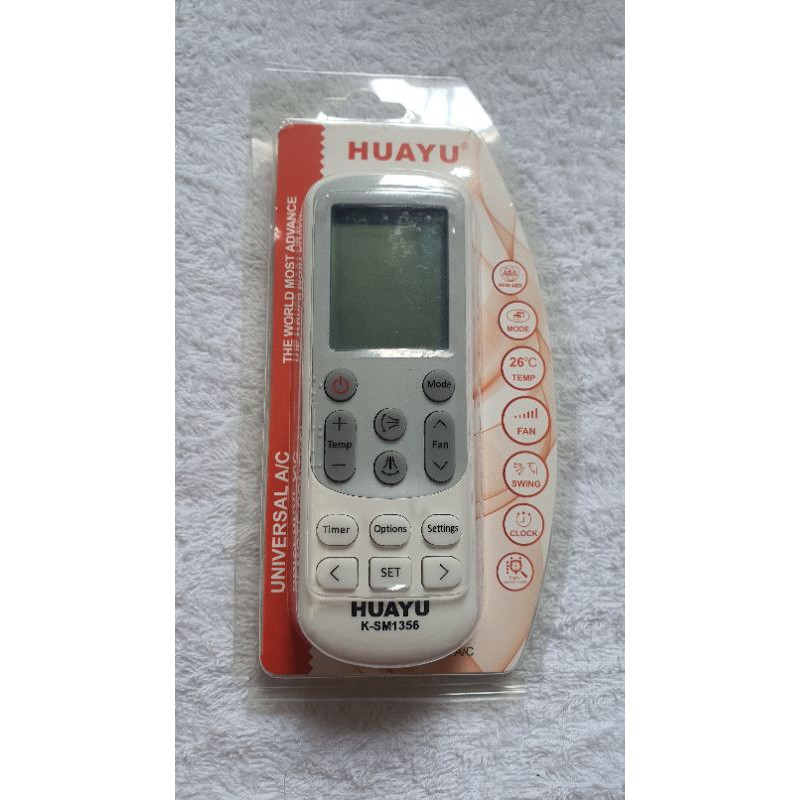 HUAYU®
THE WORLD MOST ADVANCE
UNIVERSAL A/C
ABS
MODE
26°C
TEMP
FAN
SWING
CLOCK
Mode
+
Temp
−
Fan
Timer
Options
Settings
<
SET
>
HUAYU
K-SM1356
A/C